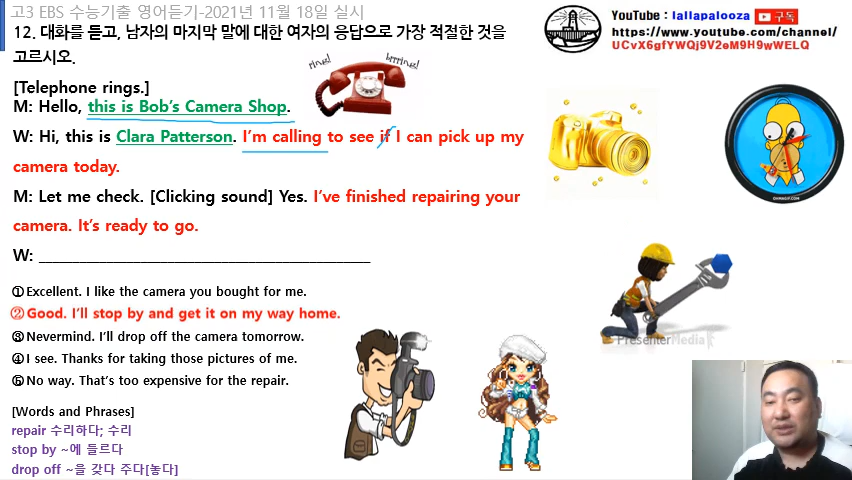 고3 EBS 수능기출 영어듣기-2021년 11월 18일 실시
12. 대화를 듣고, 남자의 마지막 말에 대한 여자의 응답으로 가장 적절한 것을
고르시오.
YouTube : lallapalooza 구독
https://www.youtube.com/channel/
UCvX6gfYWQj9V2eM9H9wWELQ
[Telephone rings.]
ring!
brrring!
M: Hello, this is Bob's Camera Shop.
W: Hi, this is Clara Patterson. I'm calling to see if I can pick up my
camera today.
M: Let me check. [Clicking sound] Yes. I've finished repairing your
camera. It's ready to go.
W: ______________________________________________
① Excellent. I like the camera you bought for me.
② Good. I'll stop by and get it on my way home.
③ Nevermind. I'll drop off the camera tomorrow.
④ I see. Thanks for taking those pictures of me.
⑤ No way. That's too expensive for the repair.
PresenterMedia
[Words and Phrases]
repair 수리하다; 수리
stop by ~에 들르다
drop off ~을 갖다 주다[놓다]